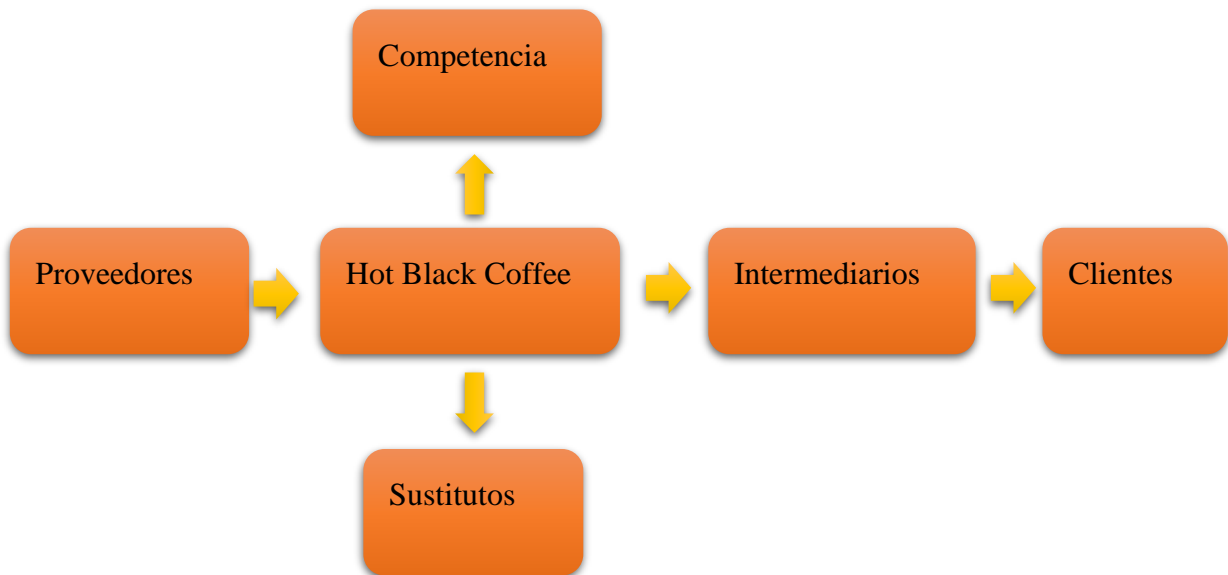 Competencia
Proveedores
Hot Black Coffee
Intermediarios
Clientes
Sustitutos